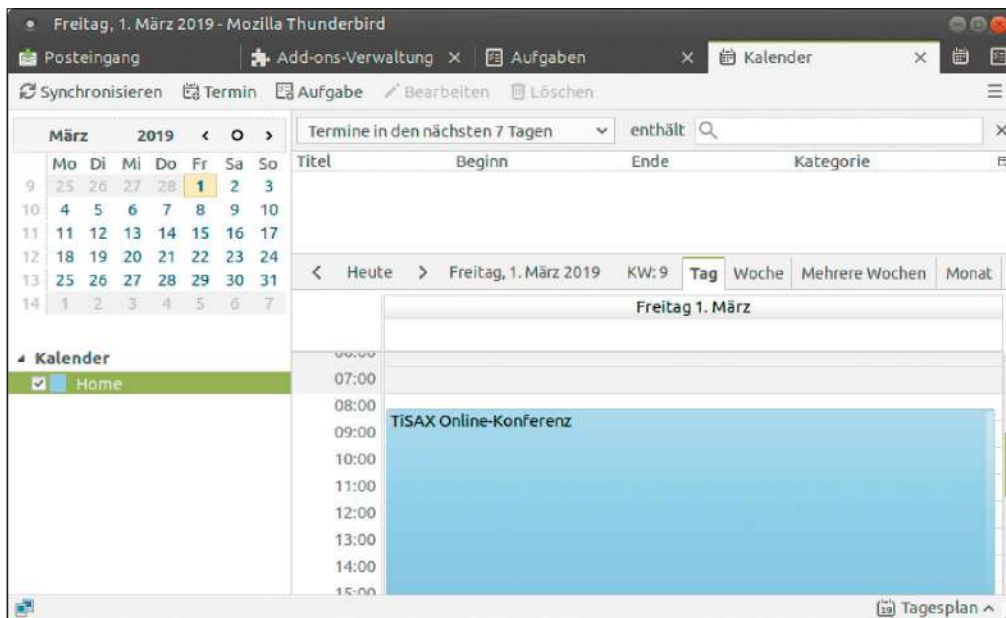 Freitag, 1. März 2019 - Mozilla Thunderbird
Posteingang Add-ons-Verwaltung Aufgaben Kalender
Synchronisieren Termin Aufgabe Bearbeiten Löschen
März 2019
Mo Di Mi Do Fr Sa So
9 25 26 27 28 1 2 3
10 4 5 6 7 8 9 10
11 11 12 13 14 15 16 17
12 18 19 20 21 22 23 24
13 25 26 27 28 29 30 31
14 1 2 3 4 5 6 7
Kalender
Home
Termine in den nächsten 7 Tagen enthält
Titel Beginn Ende Kategorie
Heute Freitag, 1. März 2019 KW: 9 Tag Woche Mehrere Wochen Monat
Freitag 1. März
07:00
08:00
TiSAX Online-Konferenz
09:00
10:00
11:00
12:00
13:00
14:00
15:00
19 Tagesplan